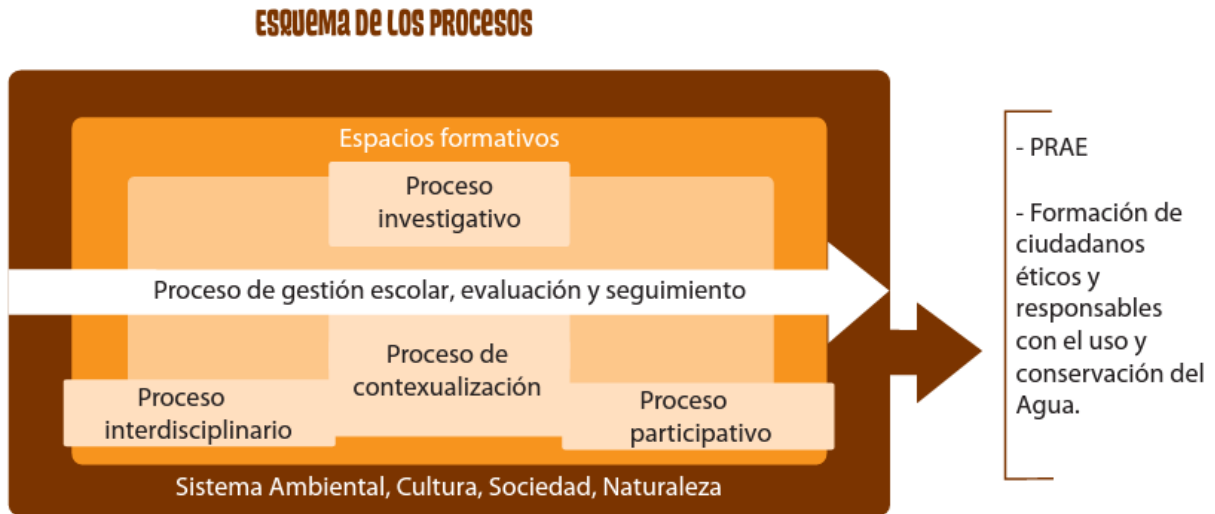 ESQUEMA DE LOS PROCESOS
Espacios formativos
Proceso
investigativo
Proceso de gestión escolar, evaluación y seguimiento
Proceso de
contexualización
Proceso
interdisciplinario
Proceso
participativo
Sistema Ambiental, Cultura, Sociedad, Naturaleza
- PRAE
- Formación de
ciudadanos
éticos y
responsables
con el uso y
conservación del
Agua.